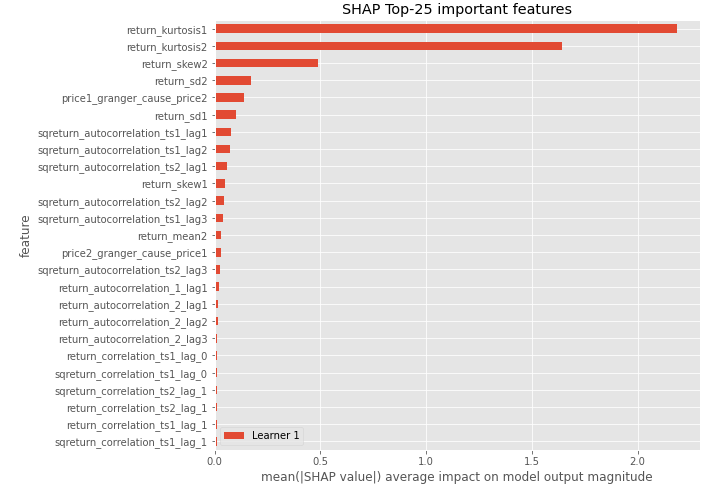 SHAP Top-25 important features
return_kurtosis1
return_kurtosis2
return_skew2
return_sd2
price1_granger_cause_price2
return_sd1
sqreturn_autocorrelation_ts1_lag1
sqreturn_autocorrelation_ts1_lag2
sqreturn_autocorrelation_ts2_lag1
return_skew1
sqreturn_autocorrelation_ts2_lag2
sqreturn_autocorrelation_ts1_lag3
return_mean2
price2_granger_cause_price1
sqreturn_autocorrelation_ts2_lag3
return_autocorrelation_1_lag1
return_autocorrelation_2_lag1
return_autocorrelation_2_lag2
return_autocorrelation_2_lag3
return_correlation_ts1_lag_0
sqreturn_correlation_ts1_lag_0
sqreturn_correlation_ts2_lag_1
return_correlation_ts2_lag_1
return_correlation_ts1_lag_1
sqreturn_correlation_ts1_lag_1
feature
Learner 1
0.0 0.5 1.0 1.5 2.0
mean(|SHAP value|) average impact on model output magnitude